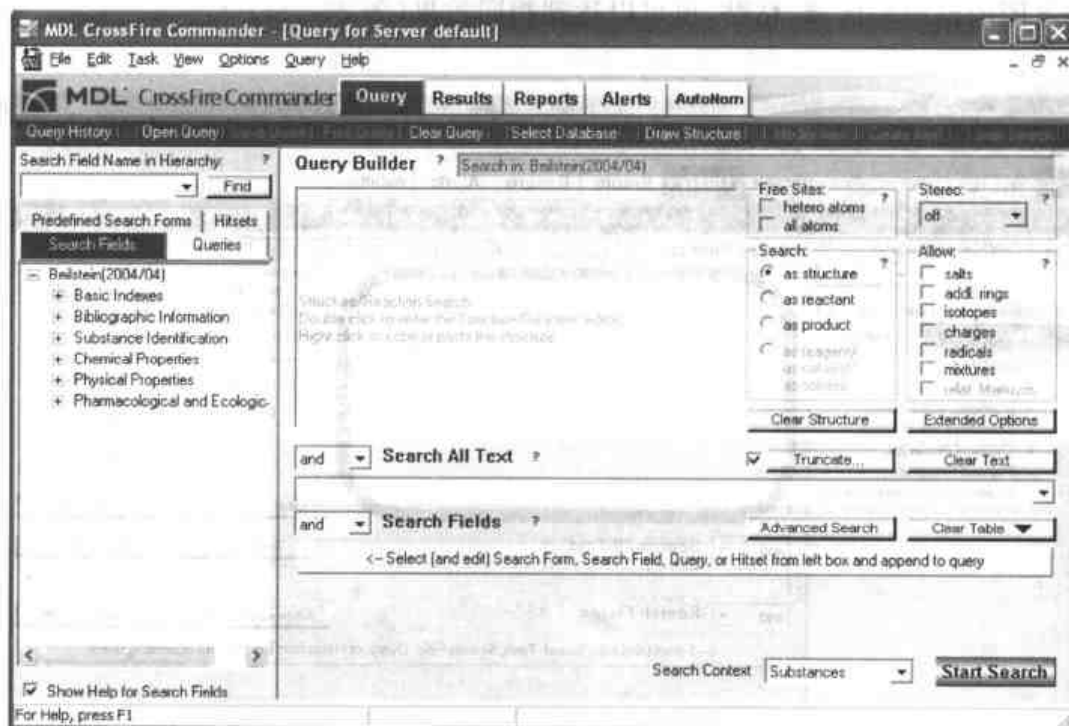 MDL CrossFire Commander - [Query for Server default]
File Edit Task View Options Query Help
MDL CrossFire Commander Query Results Reports Alerts AutoNom
Query History Open Query Clear Query Select Database Draw Structure
Search Field Name in Hierarchy: ?
Find
Predefined Search Forms Hitsets
Search Fields Queries
Beilstein(2004/04)
Basic Indexes
Bibliographic Information
Substance Identification
Chemical Properties
Physical Properties
Pharmacological and Ecologic
Show Help for Search Fields
For Help, press F1
Query Builder ? Search in: Beilstein(2004/04)
Free Sites: ?
hetero atoms
all atoms
Stereo: ?
off
Search: ?
as structure
as reactant
as product
Allow: ?
salts
addl. rings
isotopes
charges
radicals
mixtures
Clear Structure Extended Options
and Search All Text ? Truncate... Clear Text
and Search Fields ? Advanced Search Clear Table
<- Select (and edit) Search Form, Search Field, Query, or Hitset from left box and append to query
Search Context Substances Start Search